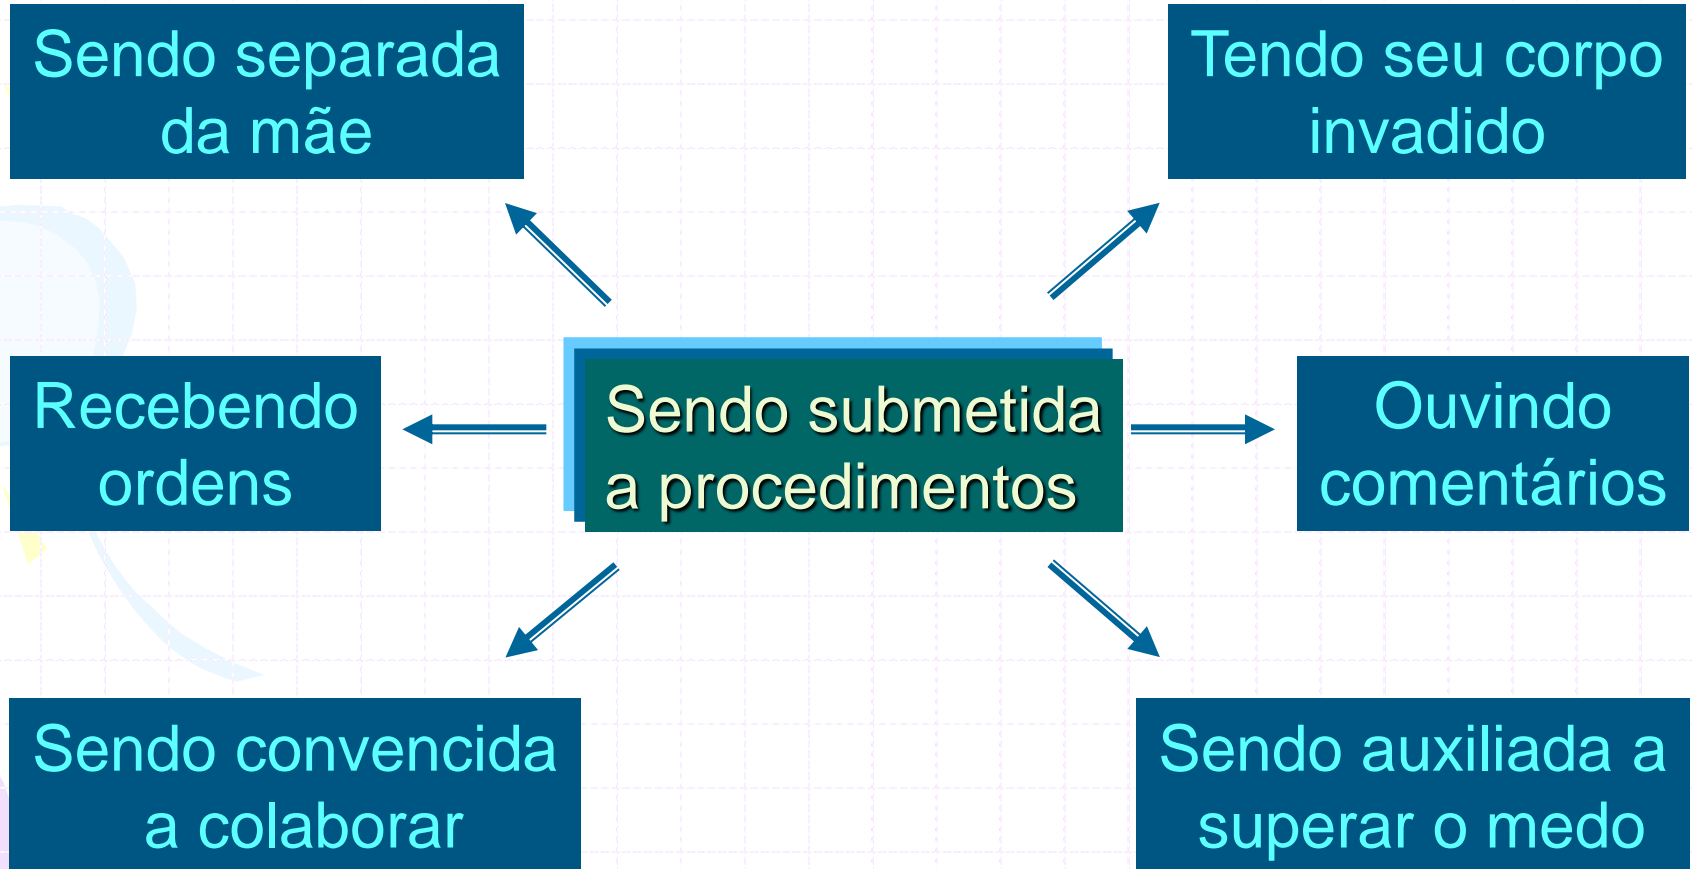 Sendo separada
da mãe
Tendo seu corpo
invadido
Recebendo
ordens
Sendo submetida
a procedimentos
Ouvindo
comentários
Sendo convencida
a colaborar
Sendo auxiliada a
superar o medo